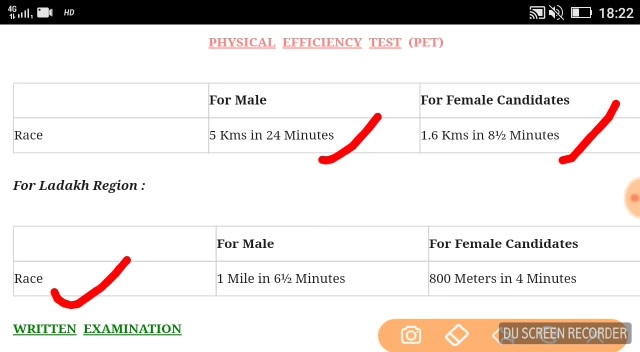 4G HD 18:22
PHYSICAL EFFICIENCY TEST (PET)
For Male For Female Candidates
Race 5 Kms in 24 Minutes 1.6 Kms in 8½ Minutes
For Ladakh Region :
For Male For Female Candidates
Race 1 Mile in 6½ Minutes 800 Meters in 4 Minutes
WRITTEN EXAMINATION
DU SCREEN RECORDER